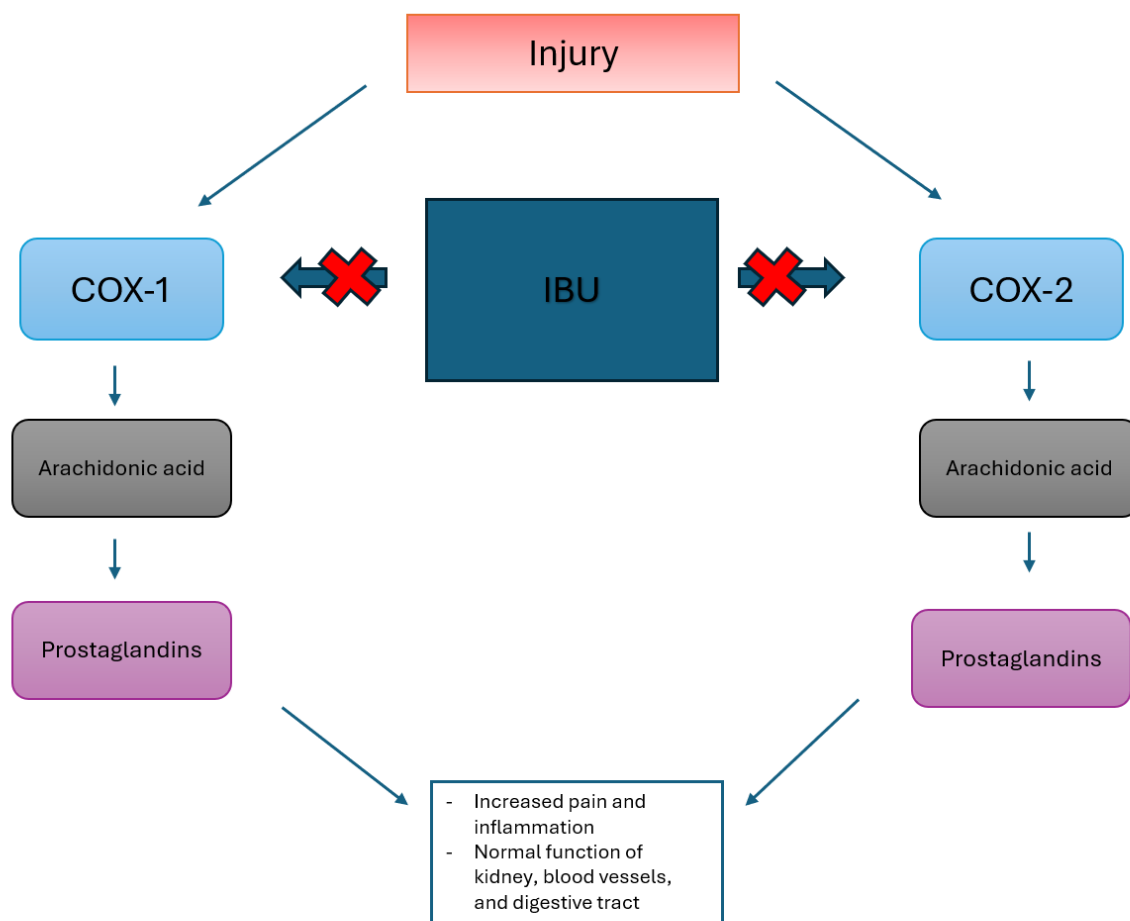 Injury
COX-1
IBU
COX-2
Arachidonic acid
Arachidonic acid
Prostaglandins
Prostaglandins
- Increased pain and
inflammation
- Normal function of
kidney, blood vessels,
and digestive tract